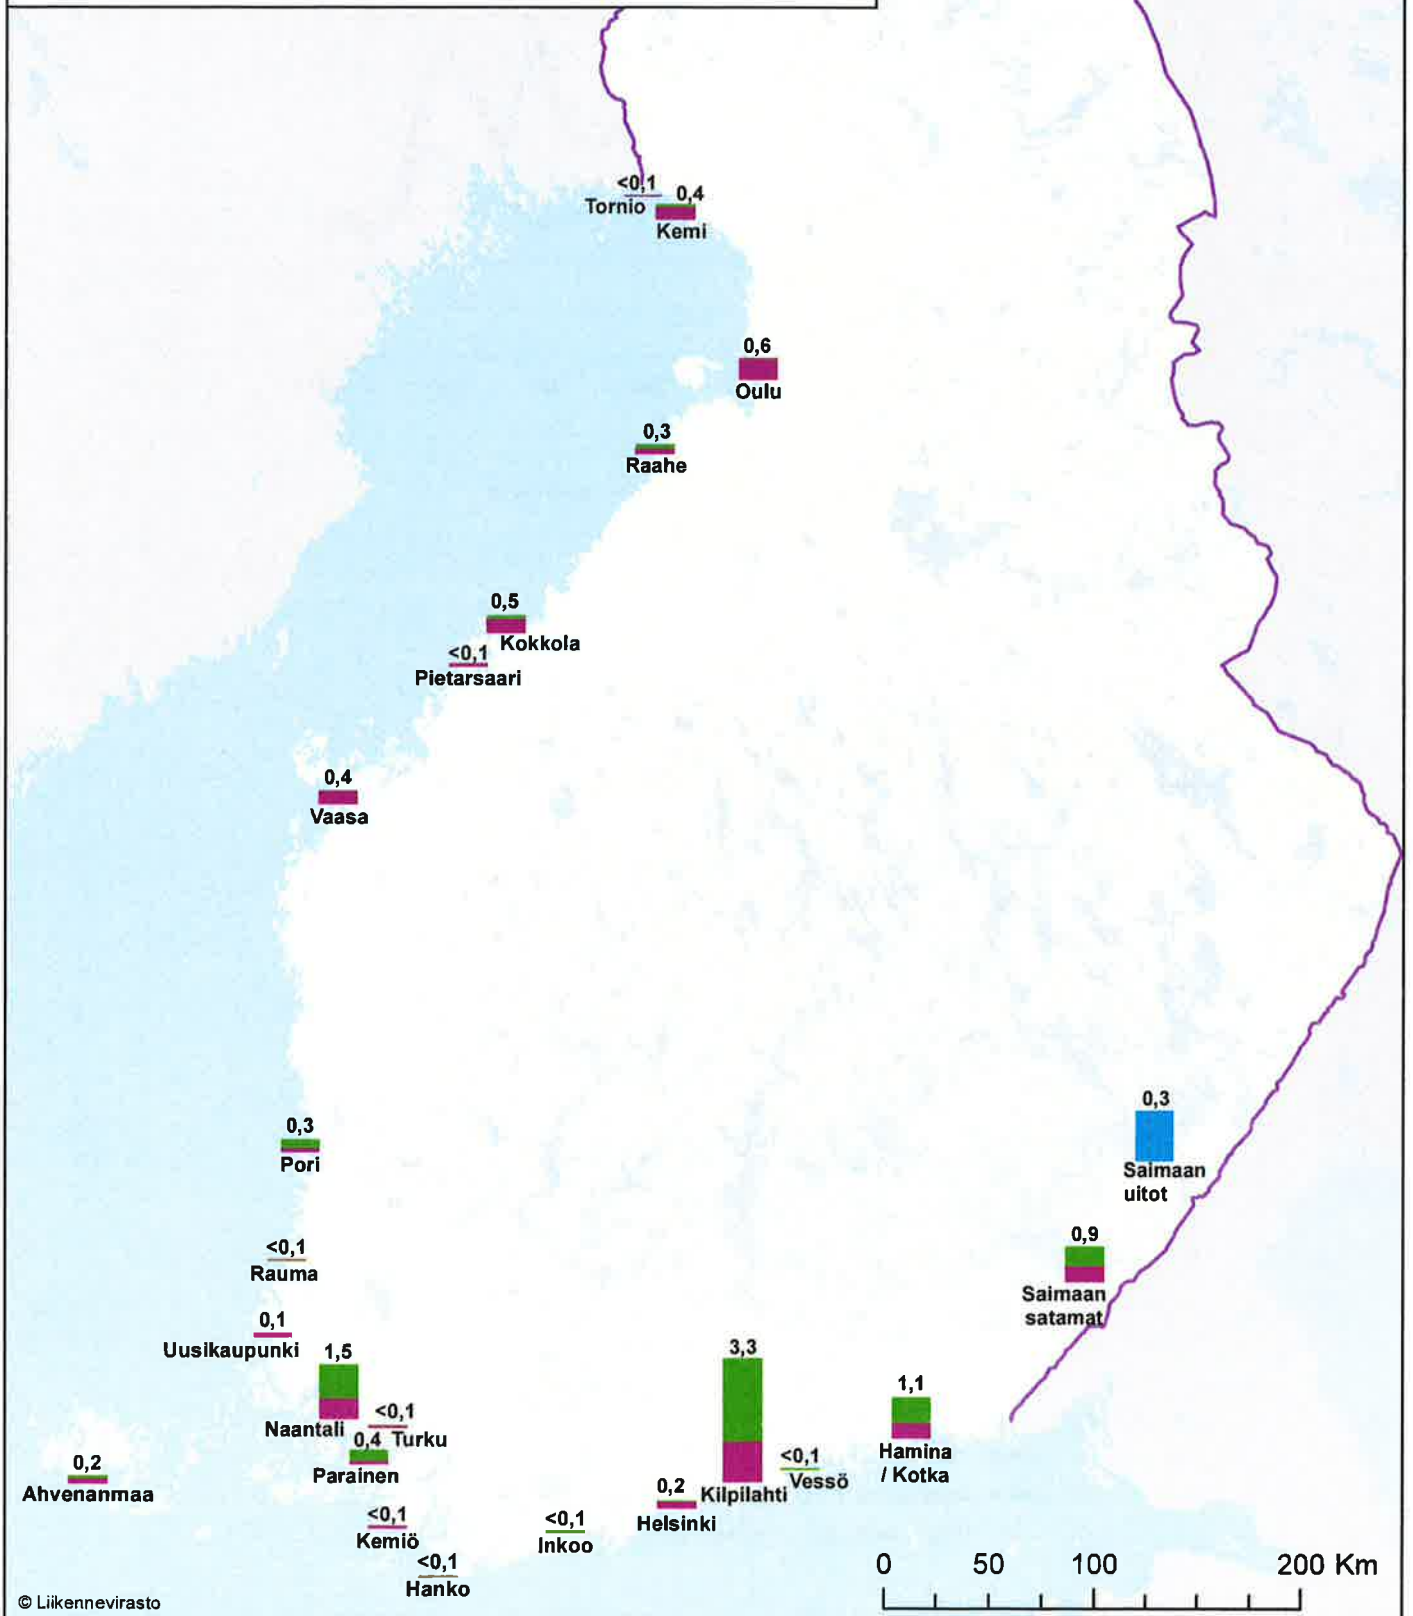 <0,1
Tornio
0,4
Kemi
0,6
Oulu
0,3
Raahe
0,5
Kokkola
<0,1
Pietarsaari
0,4
Vaasa
0,3
Pori
0,3
Saimaan
uitot
<0,1
Rauma
0,9
Saimaan
satamat
0,1
Uusikaupunki
1,5
Naantali
<0,1
Turku
0,4
Parainen
0,2
Ahvenanmaa
<0,1
Kemiö
<0,1
Hanko
<0,1
Inkoo
0,2
Helsinki
3,3
Kilpilahti
<0,1
Vessö
1,1
Hamina
/ Kotka
0 50 100 200 Km
© Liikennevirasto